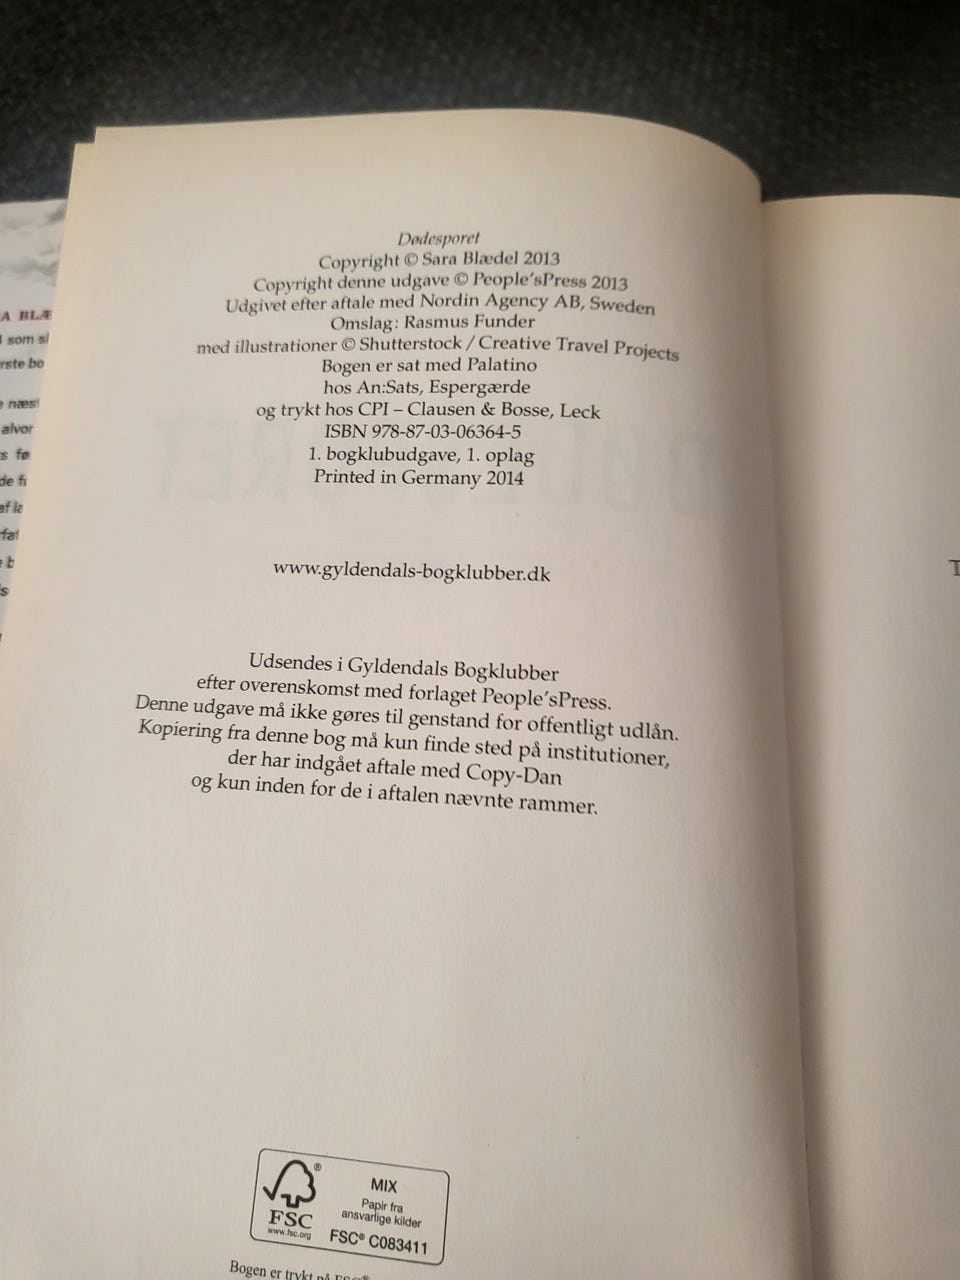 Dødesporet
Copyright © Sara Blædel 2013
Copyright denne udgave © People'sPress 2013
Udgivet efter aftale med Nordin Agency AB, Sweden
Omslag: Rasmus Funder
med illustrationer © Shutterstock / Creative Travel Projects
Bogen er sat med Palatino
hos An:Sats, Espergærde
og trykt hos CPI – Clausen & Bosse, Leck
ISBN 978-87-03-06364-5
1. bogklubudgave, 1. oplag
Printed in Germany 2014
www.gyldendals-bogklubber.dk
Udsendes i Gyldendals Bogklubber
efter overenskomst med forlaget People'sPress.
Denne udgave må ikke gøres til genstand for offentligt udlån.
Kopiering fra denne bog må kun finde sted på institutioner,
der har indgået aftale med Copy-Dan
og kun inden for de i aftalen nævnte rammer.
FSC®
www.fsc.org
MIX
Papir fra
ansvarlige kilder
FSC® C083411
Bogen er trykt på FSC®
som
alvor